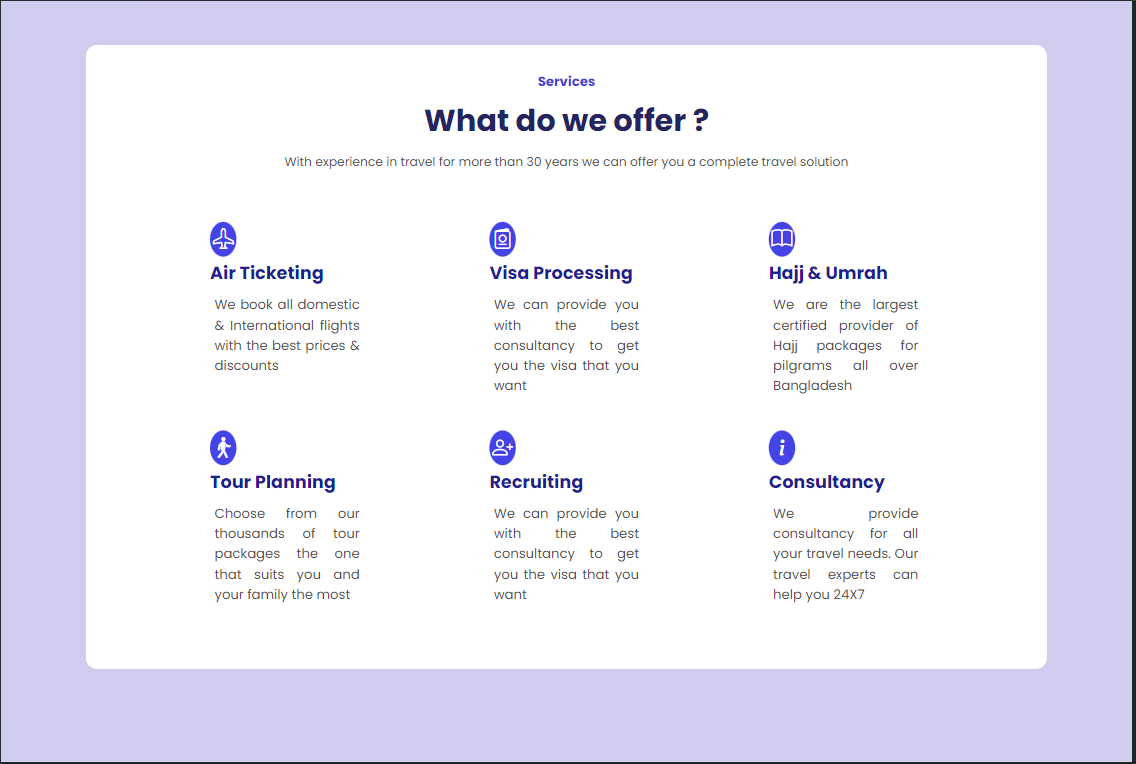 Services
What do we offer ?
With experience in travel for more than 30 years we can offer you a complete travel solution
Air Ticketing
We book all domestic
& International flights
with the best prices &
discounts
Visa Processing
We can provide you
with the best
consultancy to get
you the visa that you
want
Hajj & Umrah
We are the largest
certified provider of
Hajj packages for
pilgrams all over
Bangladesh
Tour Planning
Choose from our
thousands of tour
packages the one
that suits you and
your family the most
Recruiting
We can provide you
with the best
consultancy to get
you the visa that you
want
Consultancy
We provide
consultancy for all
your travel needs. Our
travel experts can
help you 24X7